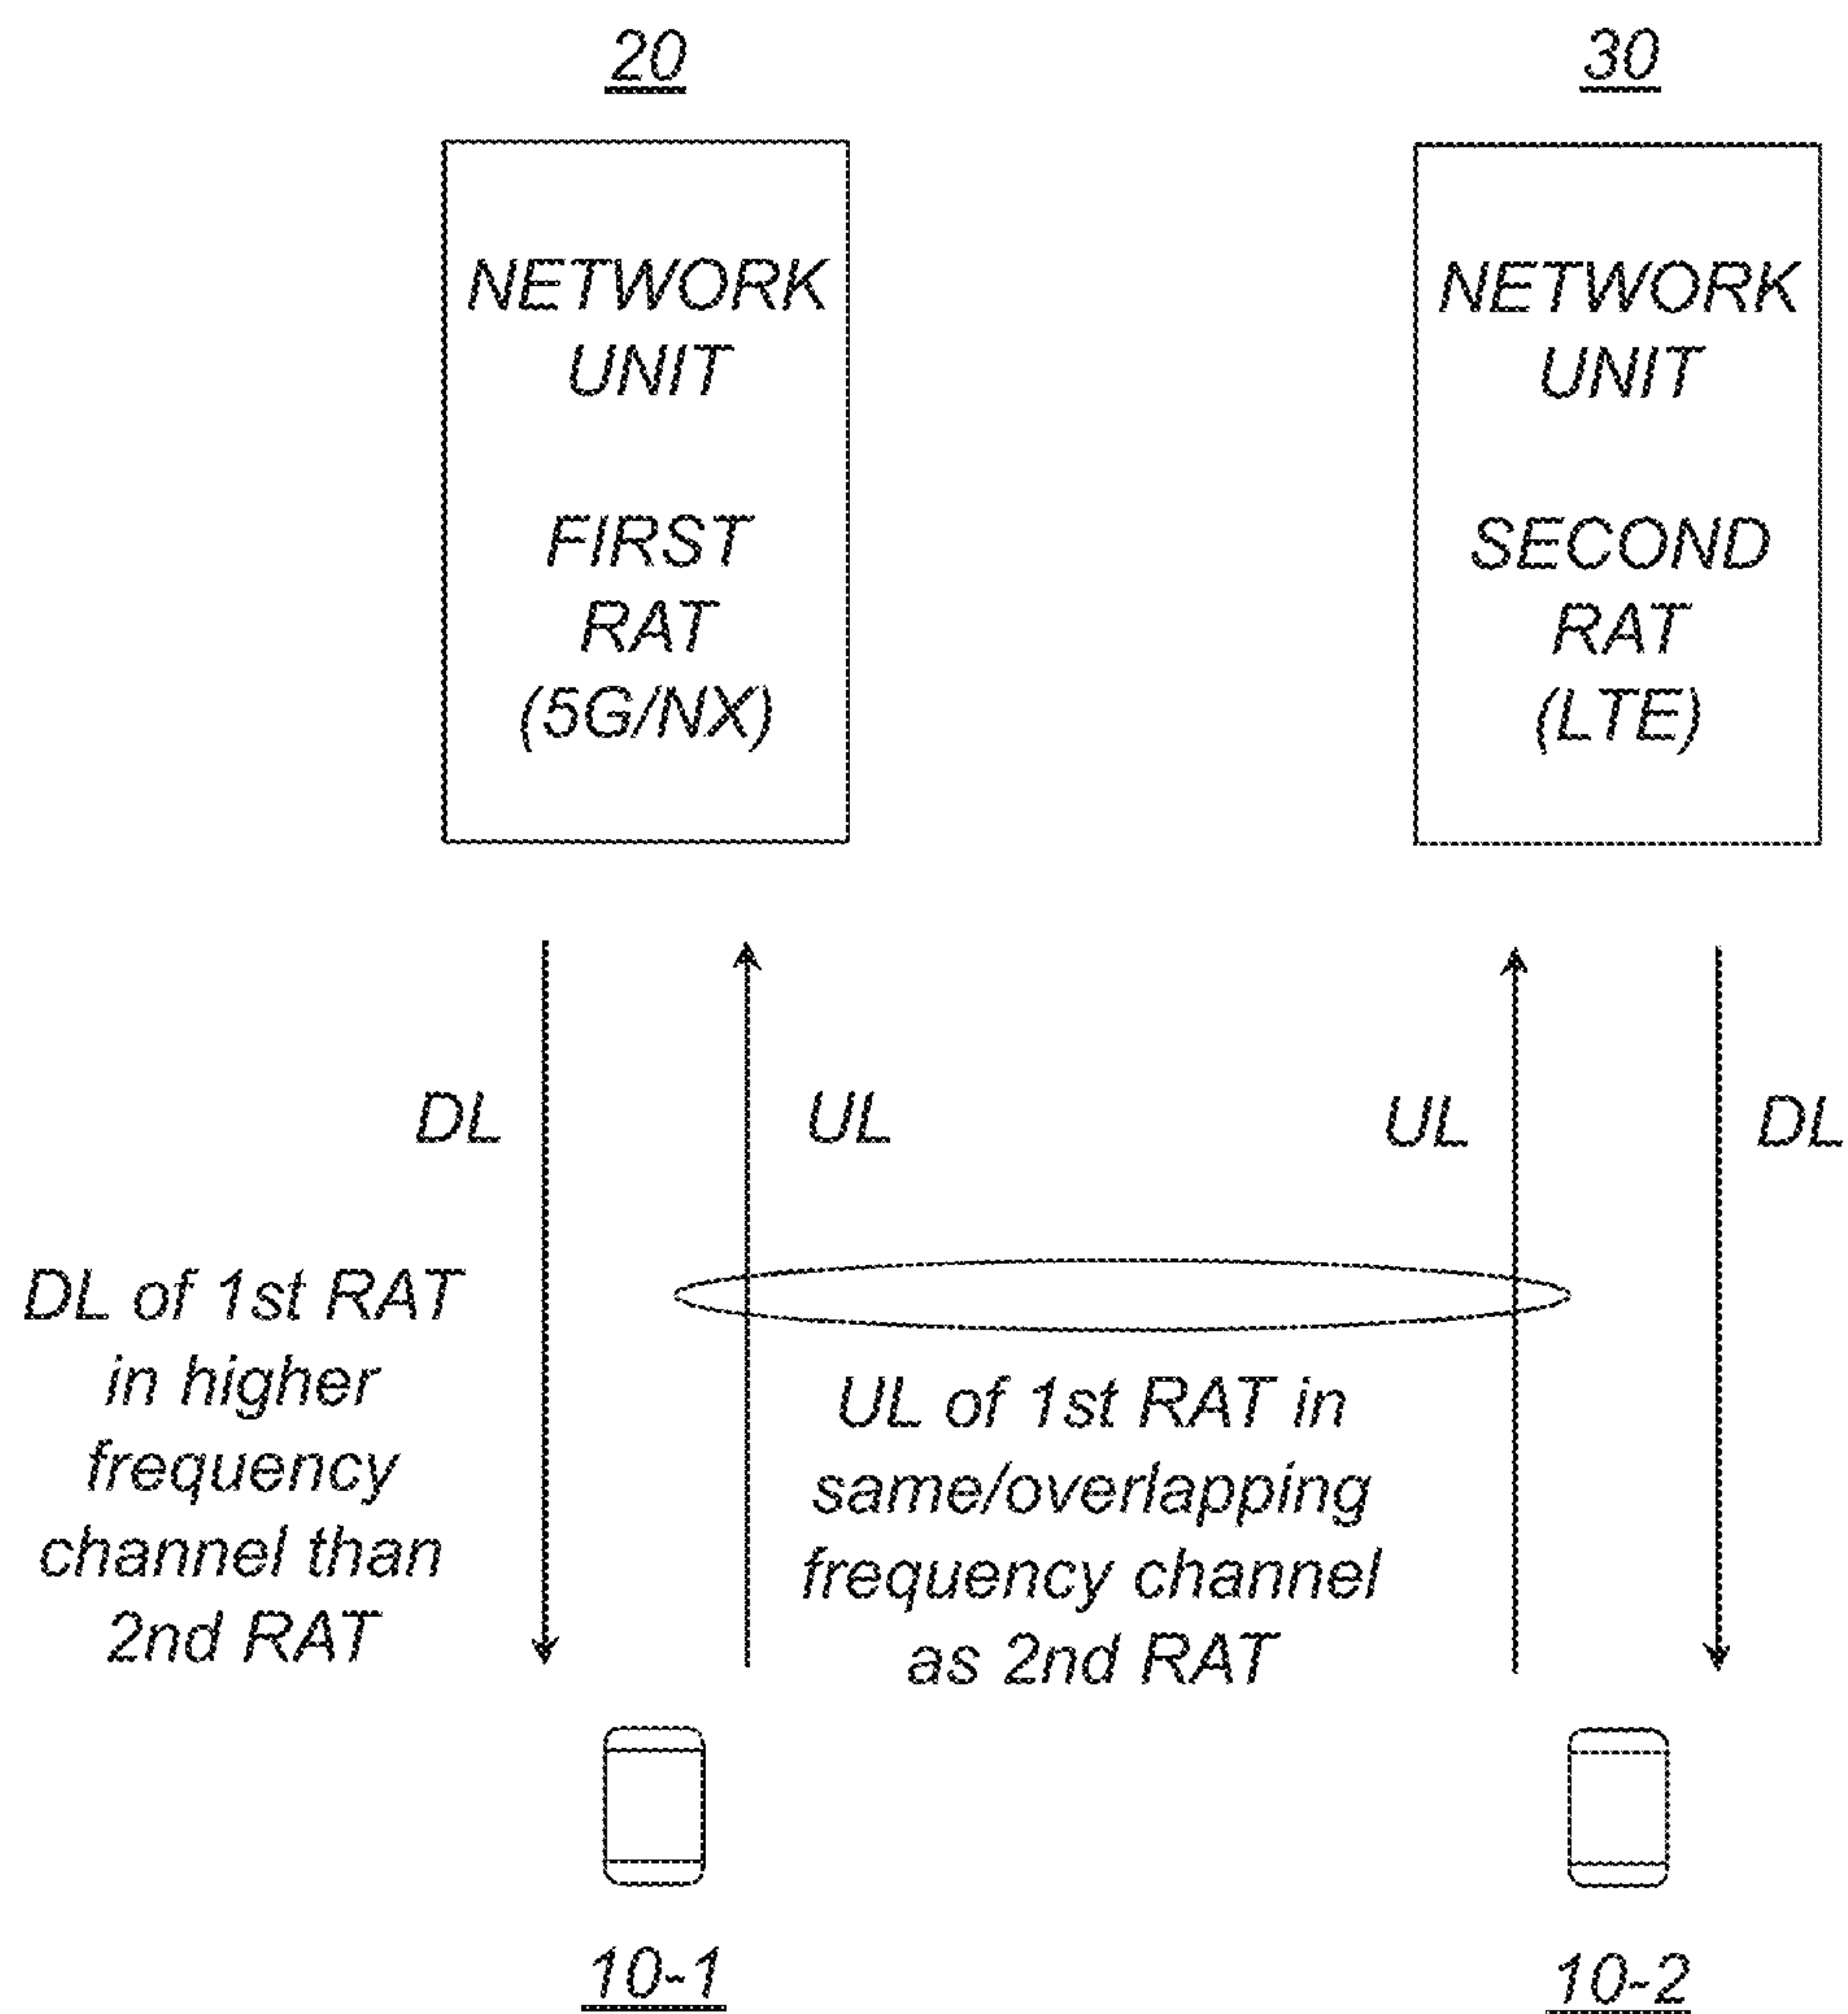 20
30
NETWORK
UNIT
FIRST
RAT
(5G/NX)
NETWORK
UNIT
SECOND
RAT
(LTE)
DL
UL
UL
DL
DL of 1st RAT
in higher
frequency
channel than
2nd RAT
UL of 1st RAT in
same/overlapping
frequency channel
as 2nd RAT
10-1
10-2